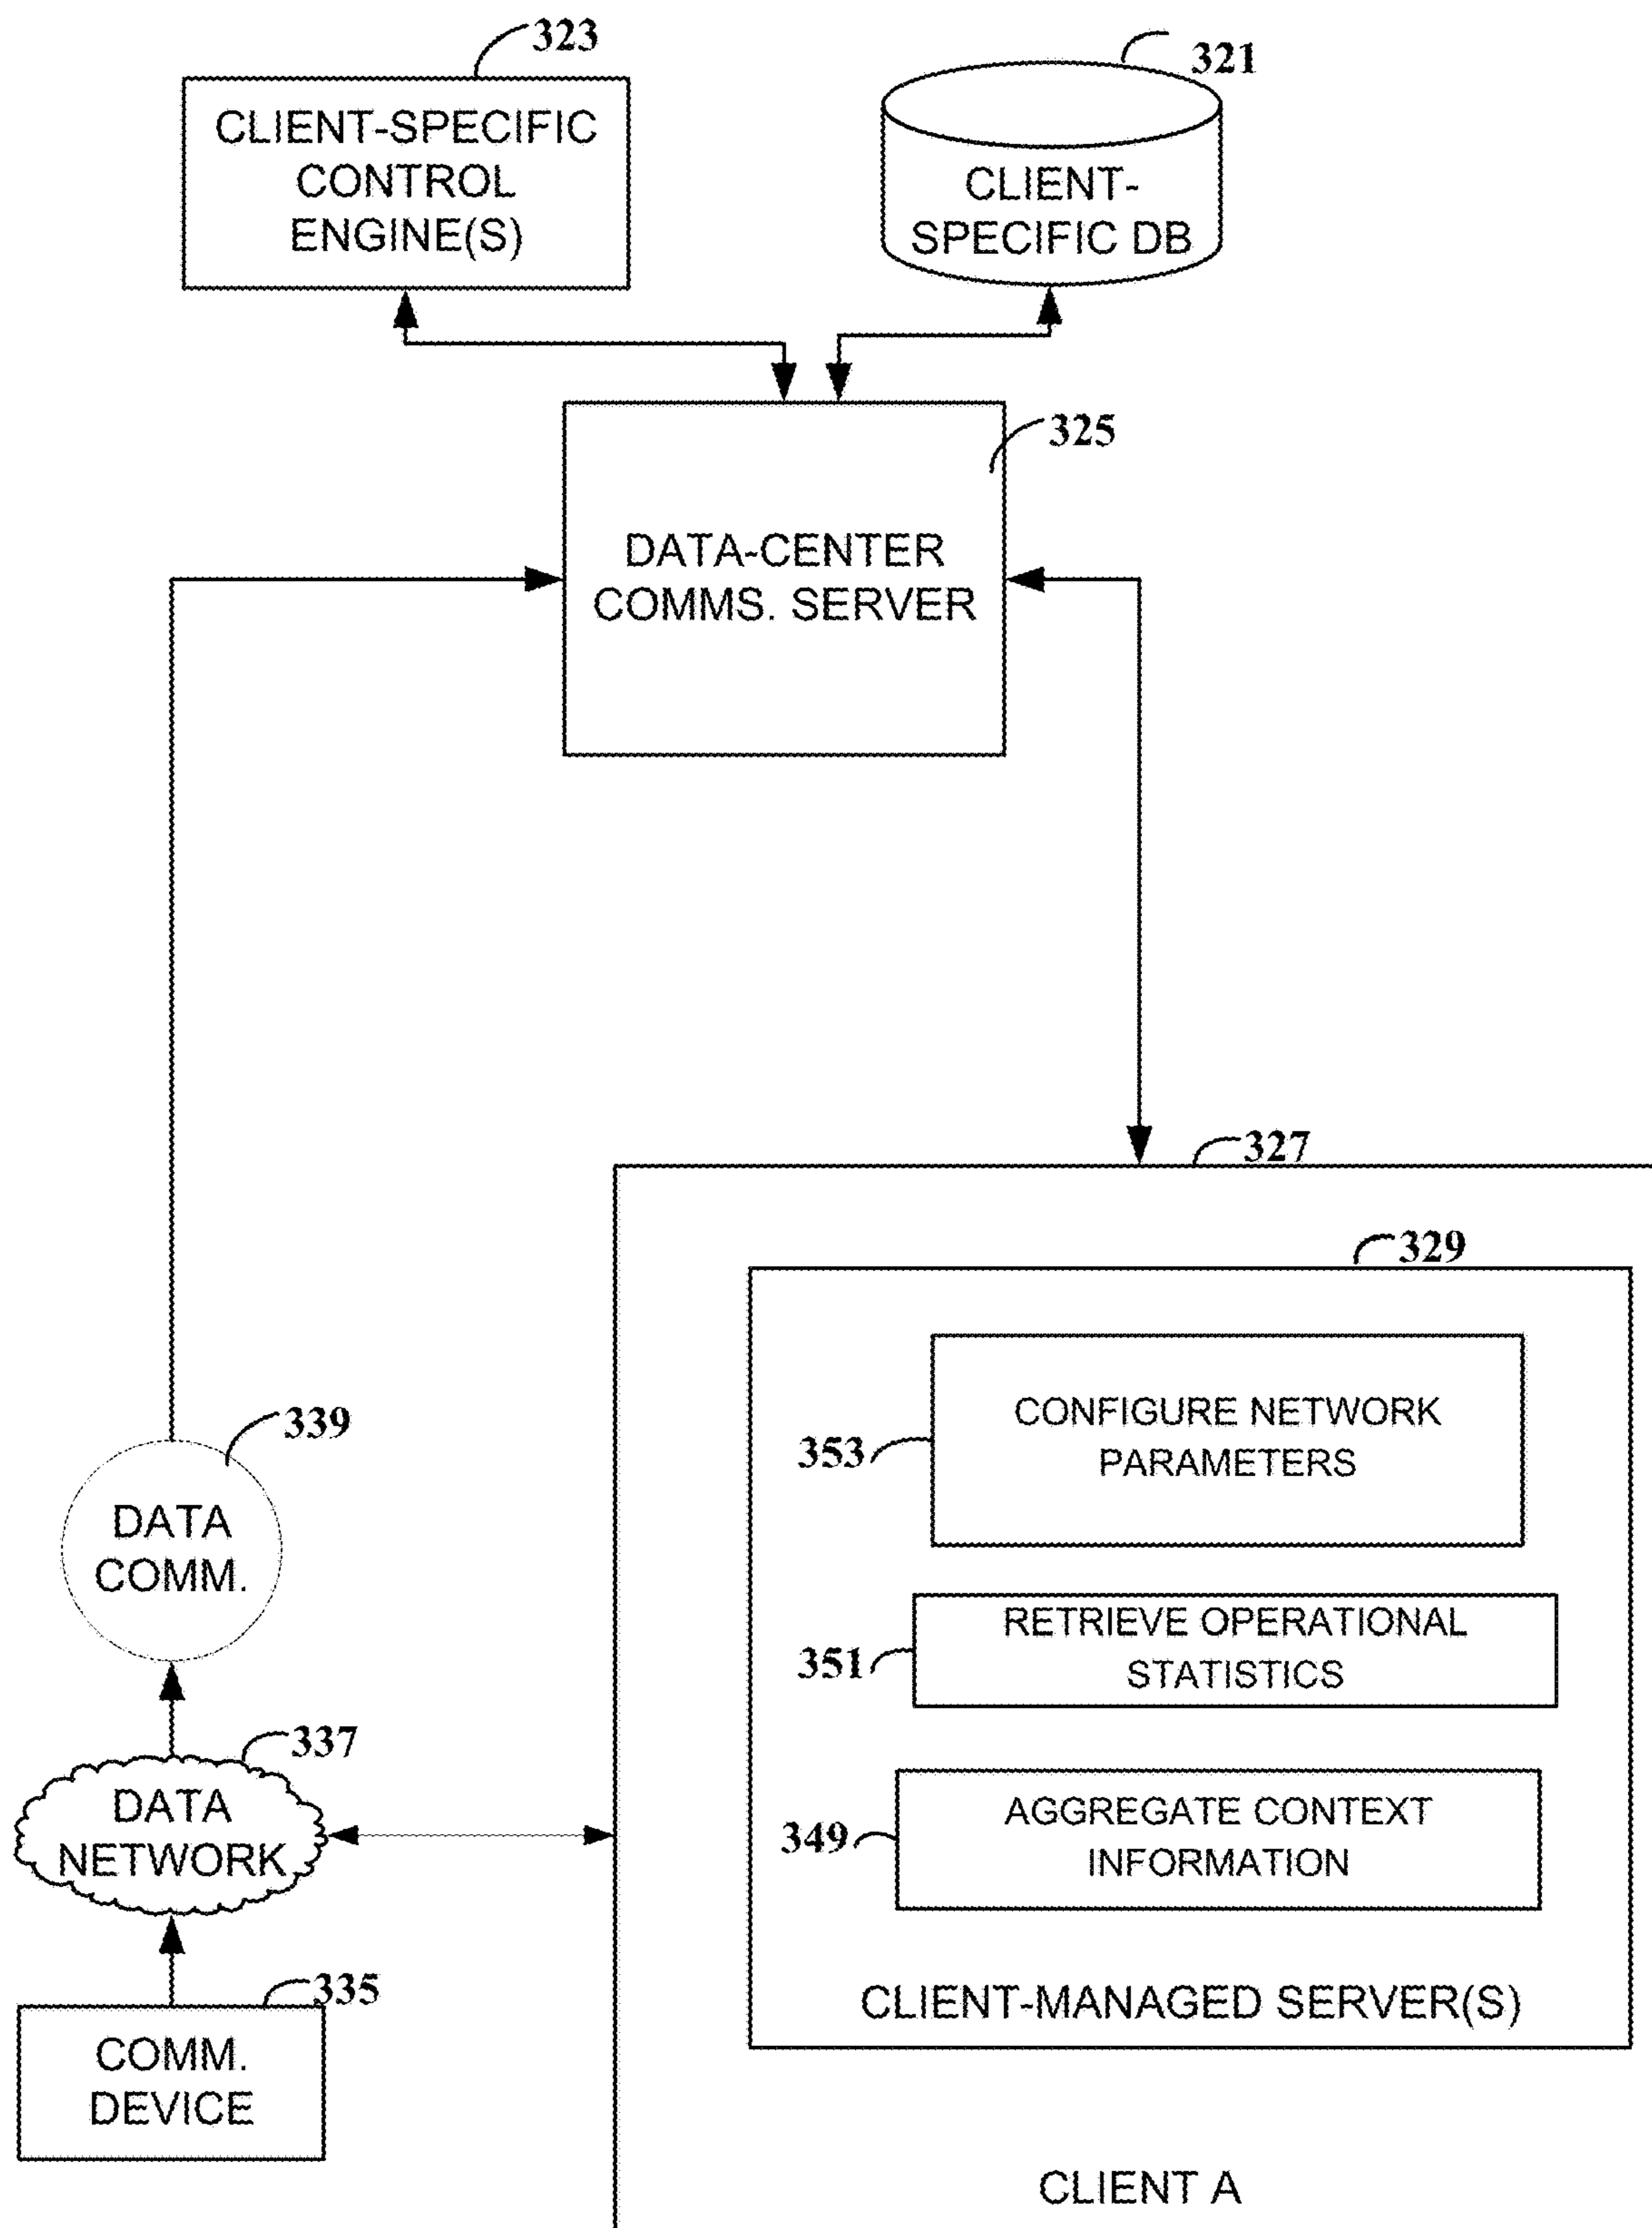 323
CLIENT-SPECIFIC
CONTROL
ENGINE(S)
321
CLIENT-
SPECIFIC DB
325
DATA-CENTER
COMMS. SERVER
327
329
353
CONFIGURE NETWORK
PARAMETERS
351
RETRIEVE OPERATIONAL
STATISTICS
349
AGGREGATE CONTEXT
INFORMATION
CLIENT-MANAGED SERVER(S)
CLIENT A
339
DATA
COMM.
337
DATA
NETWORK
335
COMM.
DEVICE